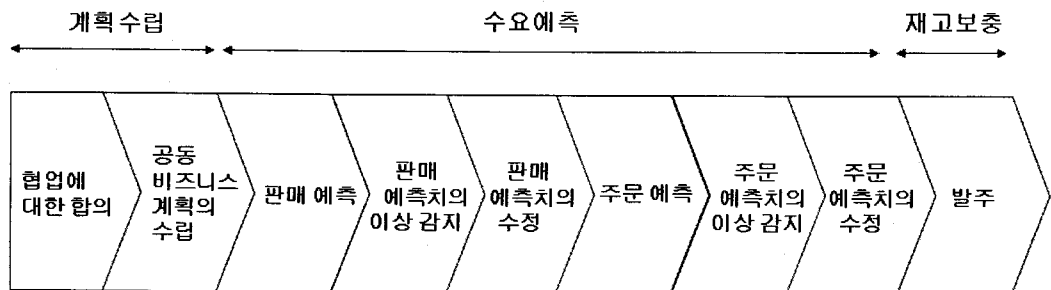 계획수립
수요예측
재고보충
협업에
대한 합의
공동
비즈니스
계획의
수립
판매 예측
판매
예측치의
이상 감지
판매
예측치의
수정
주문 예측
주문
예측치의
이상 감지
주문
예측치의
수정
발주